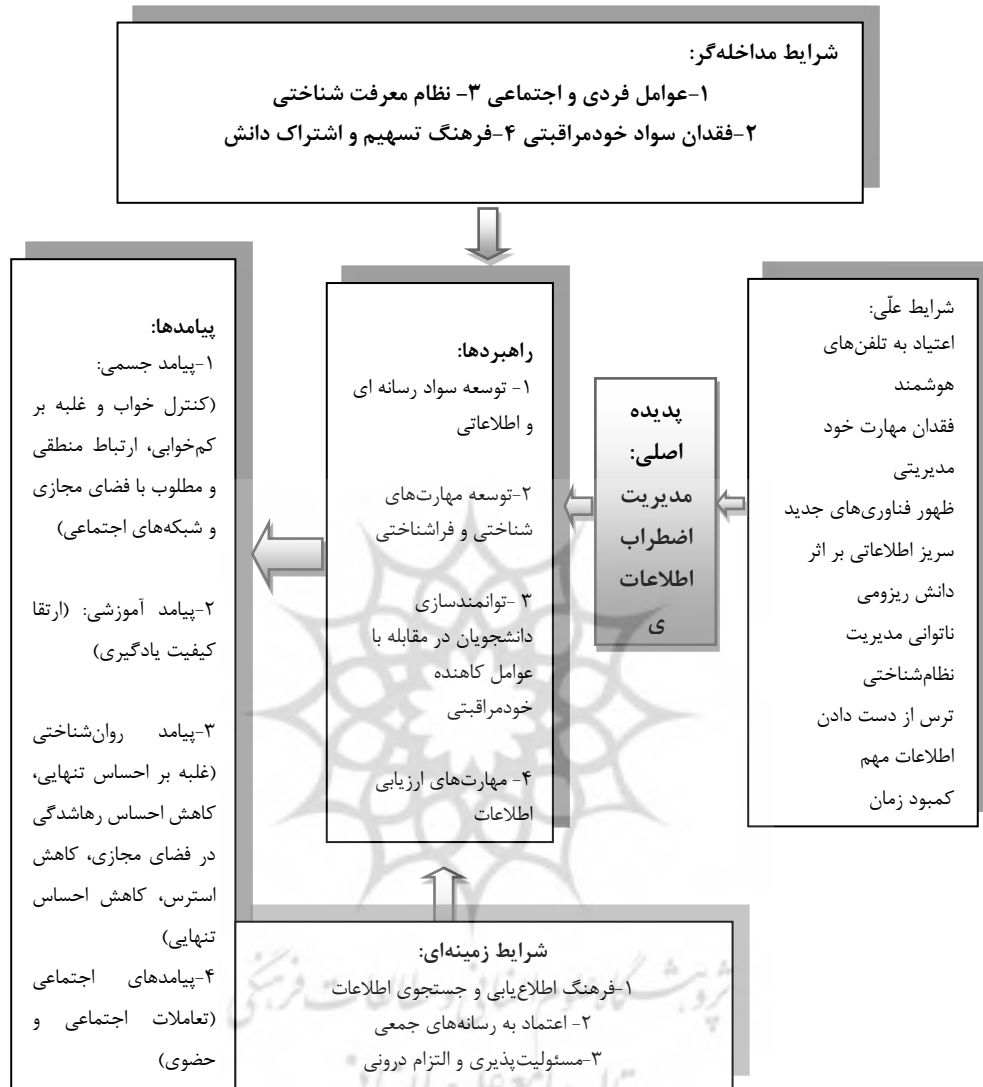 شرایط مداخله‌گر:
۱-عوامل فردی و اجتماعی ۳- نظام معرفت شناختی
۲-فقدان سواد خودمراقبتی ۴-فرهنگ تسهیم و اشتراک دانش
شرایط علّی:
اعتیاد به تلفن‌های
هوشمند
فقدان مهارت خود
مدیریتی
ظهور فناوری‌های جدید
سریز اطلاعاتی بر اثر
دانش ریزومی
ناتوانی مدیریت
نظام‌شناختی
ترس از دست دادن
اطلاعات مهم
کمبود زمان
پدیده
اصلی:
مدیریت
اضطراب
اطلاعات
ی
راهبردها:
۱- توسعه سواد رسانه ای
و اطلاعاتی
۲-توسعه مهارت‌های
شناختی و فراشناختی
۳ -توانمندسازی
دانشجویان در مقابله با
عوامل کاهنده
خودمراقبتی
۴- مهارت‌های ارزیابی
اطلاعات
پیامدها:
۱-پیامد جسمی:
(کنترل خواب و غلبه بر
کم‌خوابی، ارتباط منطقی
و مطلوب با فضای مجازی
و شبکه‌های اجتماعی)
۲-پیامد آموزشی: (ارتقا
کیفیت یادگیری)
۳-پیامد روان‌شناختی
(غلبه بر احساس تنهایی،
کاهش احساس رهاشدگی
در فضای مجازی، کاهش
استرس، کاهش احساس
تنهایی)
۴-پیامدهای اجتماعی
(تعاملات اجتماعی و
حضوی)
شرایط زمینه‌ای:
۱-فرهنگ اطلاع‌یابی و جستجوی اطلاعات
۲- اعتماد به رسانه‌های جمعی
۳-مسئولیت‌پذیری و التزام درونی
پژوهشگاه علوم انسانی و مطالعات فرهنگی